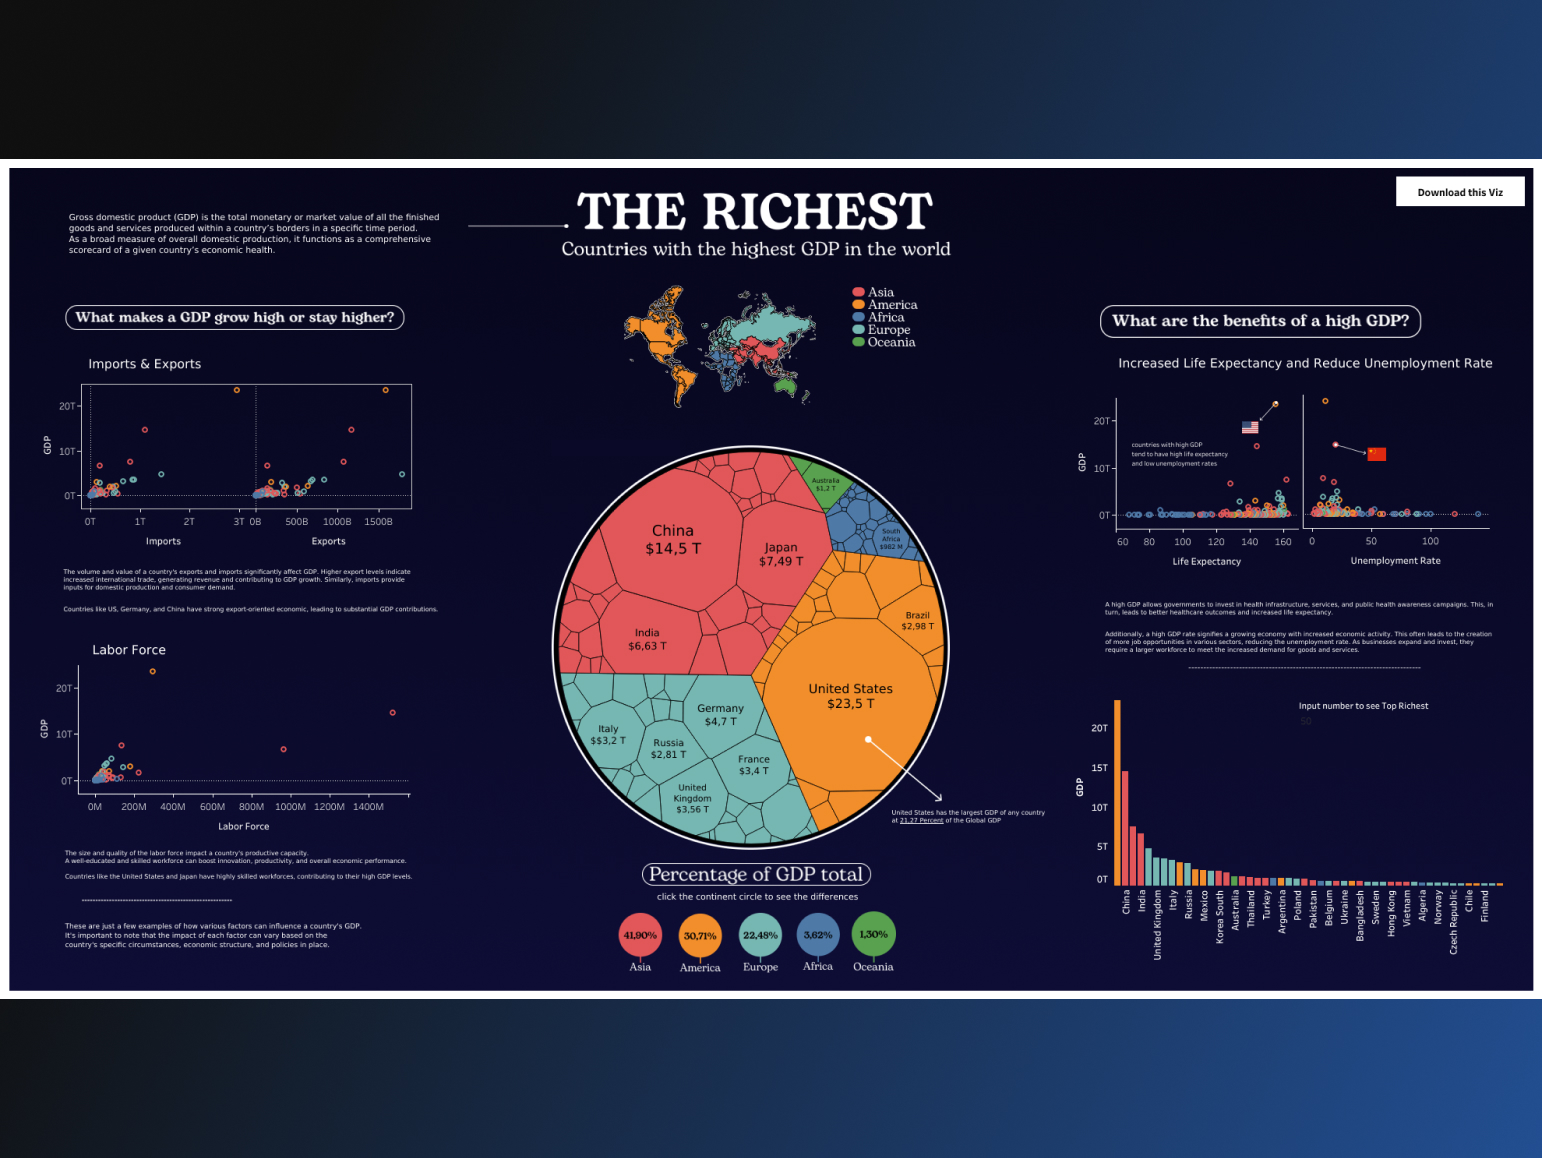 Download this Viz
THE RICHEST
Countries with the highest GDP in the world
Gross domestic product (GDP) is the total monetary or market value of all the finished
goods and services produced within a country's borders in a specific time period.
As a broad measure of overall domestic production, it functions as a comprehensive
scorecard of a given country's economic health.
Asia
America
Africa
Europe
Oceania
What makes a GDP grow high or stay higher?
Imports & Exports
GDP
20T
10T
0T
0T 1T 2T 3T 0B 500B 1000B 1500B
Imports Exports
The volume and value of a country's exports and imports significantly affect GDP. Higher export levels indicate
increased international trade, generating revenue and contributing to GDP growth. Similarly, imports provide
inputs for domestic production and consumer demand.
Countries like US, Germany, and China have strong export-oriented economic, leading to substantial GDP contributions.
Labor Force
GDP
20T
10T
0T
0M 200M 400M 600M 800M 1000M 1200M 1400M
Labor Force
The size and quality of the labor force impact a country's productive capacity.
A well-educated and skilled workforce can boost innovation, productivity, and overall economic performance.
Countries like the United States and Japan have highly skilled workforces, contributing to their high GDP levels.
These are just a few examples of how various factors can influence a country's GDP.
It's important to note that the impact of each factor can vary based on the
country's specific circumstances, economic structure, and policies in place.
China
$14,5 T
Japan
$7,49 T
India
$6,63 T
Australia
$1,2 T
South
Africa
$982 M
Brazil
$2,98 T
United States
$23,5 T
Germany
$4,7 T
Italy
$$3,2 T
Russia
$2,81 T
France
$3,4 T
United
Kingdom
$3,56 T
United States has the largest GDP of any country
at 21,27 Percent of the Global GDP
Percentage of GDP total
click the continent circle to see the differences
41,90% 30,71% 22,48% 3,62% 1,30%
Asia America Europe Africa Oceania
What are the benefits of a high GDP?
Increased Life Expectancy and Reduce Unemployment Rate
GDP
20T
10T
0T
countries with high GDP
tend to have high life expectancy
and low unemployment rates
60 80 100 120 140 160 0 50 100
Life Expectancy Unemployment Rate
A high GDP allows governments to invest in health infrastructure, services, and public health awareness campaigns. This, in
turn, leads to better healthcare outcomes and increased life expectancy.
Additionally, a high GDP rate signifies a growing economy with increased economic activity. This often leads to the creation
of more job opportunities in various sectors, reducing the unemployment rate. As businesses expand and invest, they
require a larger workforce to meet the increased demand for goods and services.
Input number to see Top Richest
50
GDP
20T
15T
10T
5T
0T
China
United Kingdom
Italy
Russia
Mexico
Korea South
Australia
Thailand
Turkey
Argentina
Poland
Pakistan
Belgium
Ukraine
Bangladesh
Sweden
Hong Kong
Vietnam
Algeria
Norway
Czech Republic
Chile
Finland